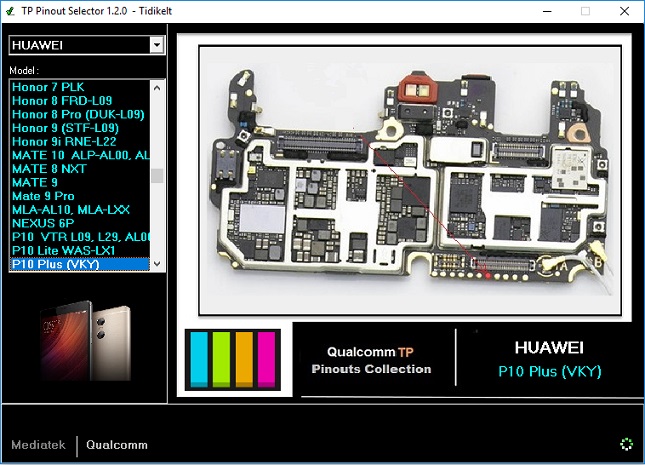 TP Pinout Selector 1.2.0 - Tidikelt
HUAWEI
Model :
Honor 7 PLK
Honor 8 FRD-L09
Honor 8 Pro (DUK-L09)
Honor 9 (STF-L09)
Honor 9i RNE-L22
MATE 10 ALP-AL00, AL
MATE 8 NXT
MATE 9
Mate 9 Pro
MLA-AL10, MLA-LXX
NEXUS 6P
P10 VTR L09, L29, AL00
P10 Lite WAS-LX1
P10 Plus (VKY)
A
B
Qualcomm TP
Pinouts Collection
HUAWEI
P10 Plus (VKY)
Mediatek
Qualcomm